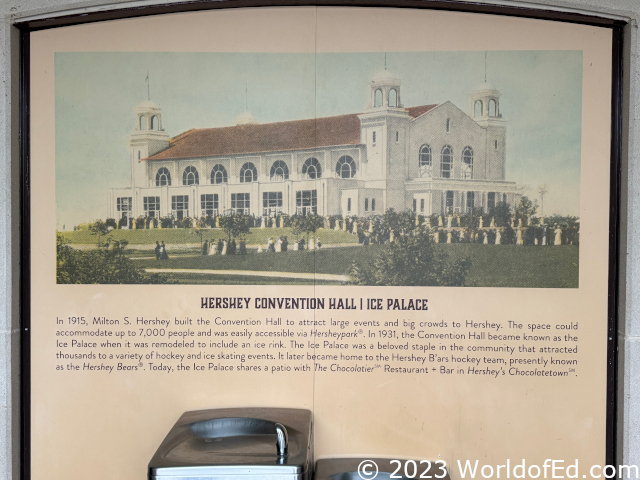 HERSHEY CONVENTION HALL | ICE PALACE
In 1915, Milton S. Hershey built the Convention Hall to attract large events and big crowds to Hershey. The space could
accommodate up to 7,000 people and was easily accessible via Hersheypark®. In 1931, the Convention Hall became known as the
Ice Palace when it was remodeled to include an ice rink. The Ice Palace was a beloved staple in the community that attracted
thousands to a variety of hockey and ice skating events. It later became home to the Hershey B'ars hockey team, presently known
as the Hershey Bears®. Today, the Ice Palace shares a patio with The Chocolatier℠ Restaurant + Bar in Hershey's Chocolatetown℠.
© 2023 WorldofEd.com